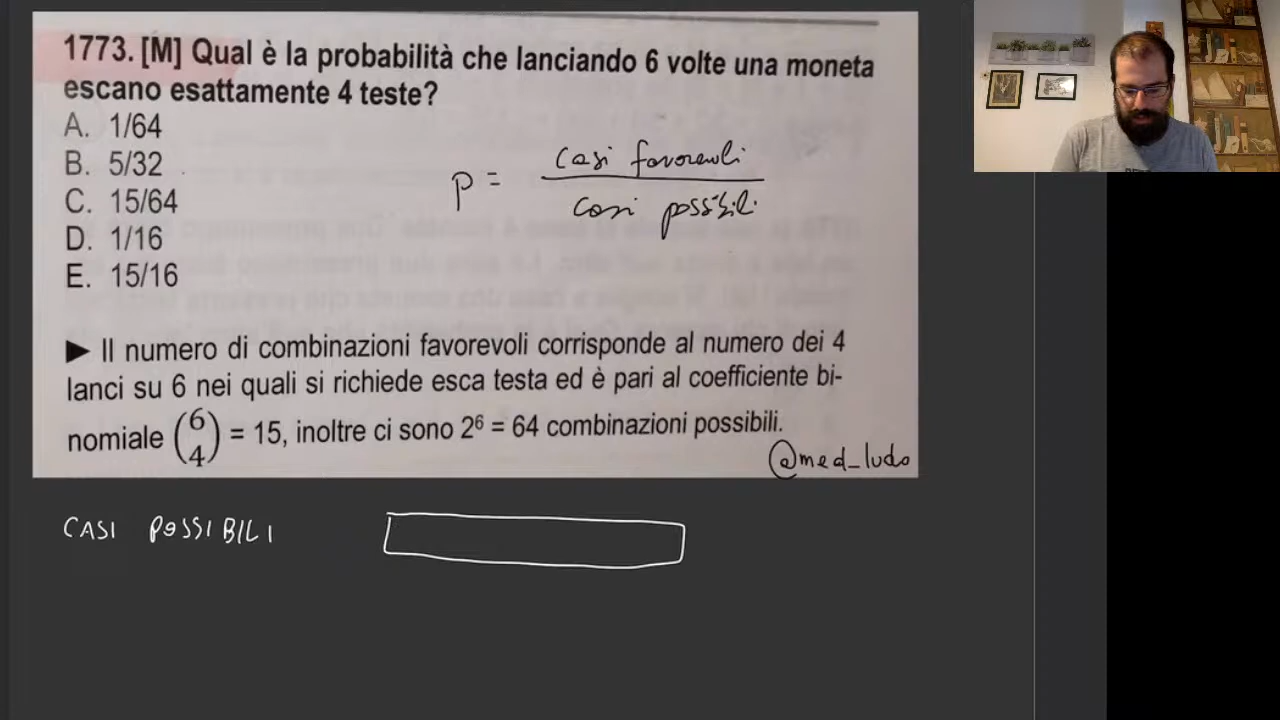 1773. [M] Qual è la probabilità che lanciando 6 volte una moneta
escano esattamente 4 teste?
A. 1/64
B. 5/32
C. 15/64
D. 1/16
E. 15/16
p = casi favorevoli
casi possibili
► Il numero di combinazioni favorevoli corrisponde al numero dei 4
lanci su 6 nei quali si richiede esca testa ed è pari al coefficiente bi-
nomiale (6 4) = 15, inoltre ci sono 2⁶ = 64 combinazioni possibili.
@med_ludo
CASI POSSIBILI